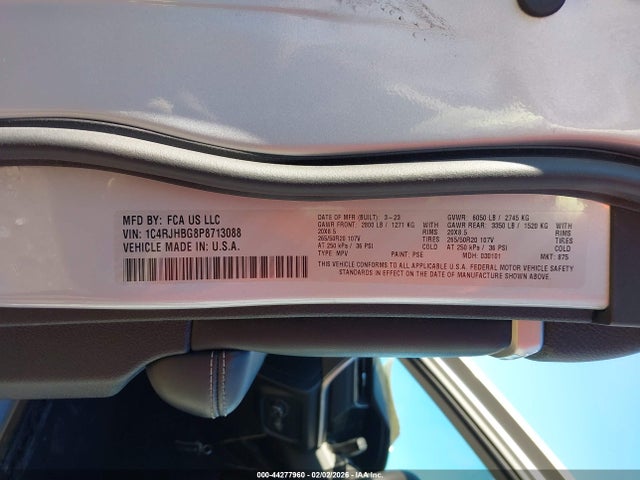 MFD BY: FCA US LLC
VIN: 1C4RJHBG8P8713088
VEHICLE MADE IN: U.S.A.
DATE OF MFR (BUILT): 3-23
GAWR FRONT: 2800 LB / 1271 KG
20X8.5 RIMS
265/50R20 107V TIRES
AT 250 kPa / 36 PSI COLD
TYPE: MPV PAINT: PSE
GVWR: 6050 LB / 2745 KG
GAWR REAR: 3350 LB / 1520 KG
20X8.5 RIMS
265/50R20 107V TIRES
AT 250 kPa / 36 PSI COLD
MDH: 030101 MKT: 875
THIS VEHICLE CONFORMS TO ALL APPLICABLE U.S.A. FEDERAL MOTOR VEHICLE SAFETY
STANDARDS IN EFFECT ON THE DATE OF MANUFACTURE SHOWN ABOVE.
000-44277960 - 02/02/2026 - IAA Inc.